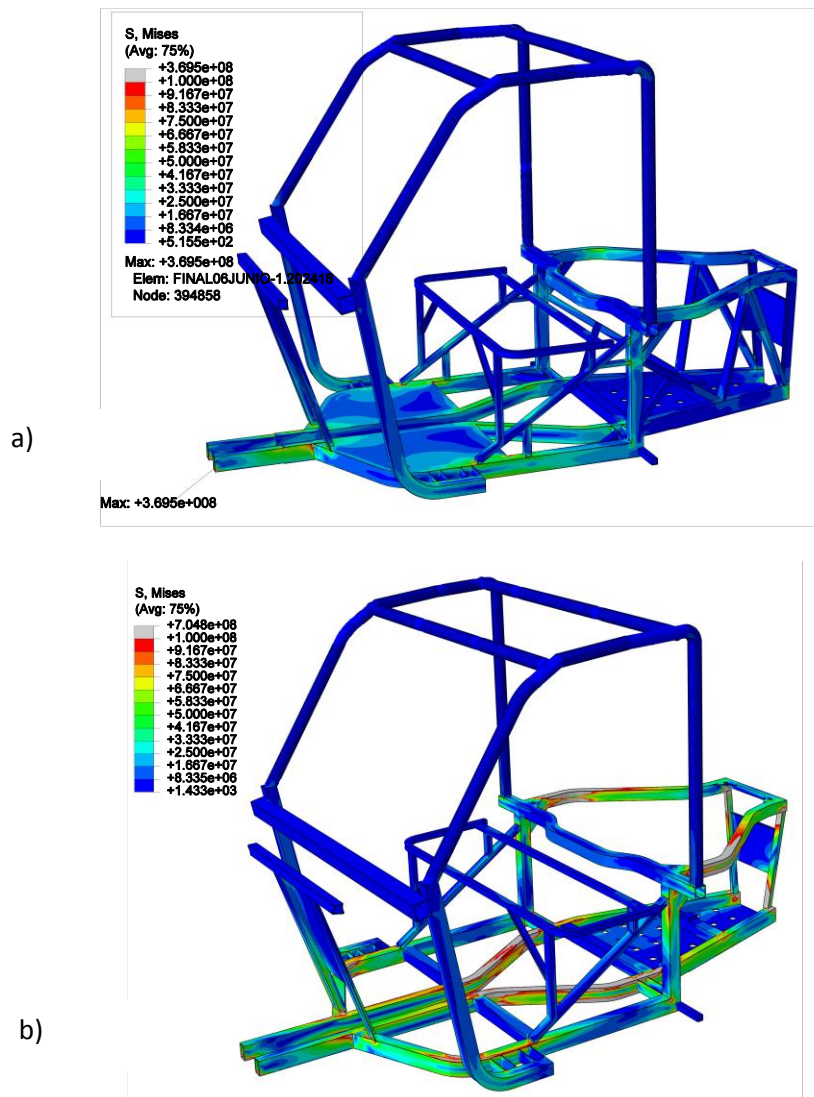 S, Mises
(Avg: 75%)
+3.695e+08
+1.000e+08
+9.167e+07
+8.333e+07
+7.500e+07
+6.667e+07
+5.833e+07
+5.000e+07
+4.167e+07
+3.333e+07
+2.500e+07
+1.667e+07
+8.334e+06
+5.155e+02
Max: +3.695e+08
Elem: FINAL06JUNIO-1.202418
Node: 394858
a)
Max: +3.695e+008
S, Mises
(Avg: 75%)
+7.048e+08
+1.000e+08
+9.167e+07
+8.333e+07
+7.500e+07
+6.667e+07
+5.833e+07
+5.000e+07
+4.167e+07
+3.333e+07
+2.500e+07
+1.667e+07
+8.335e+06
+1.433e+03
b)